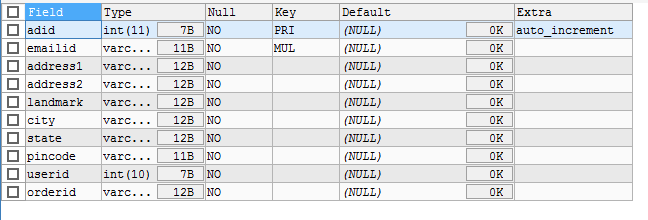 Field Type Null Key Default Extra
adid int(11) 7B NO PRI (NULL) 0K auto_increment
emailid varc... 11B NO MUL (NULL) 0K
address1 varc... 12B NO (NULL) 0K
address2 varc... 12B NO (NULL) 0K
landmark varc... 12B NO (NULL) 0K
city varc... 12B NO (NULL) 0K
state varc... 12B NO (NULL) 0K
pincode varc... 11B NO (NULL) 0K
userid int(10) 7B NO (NULL) 0K
orderid varc... 12B NO (NULL) 0K